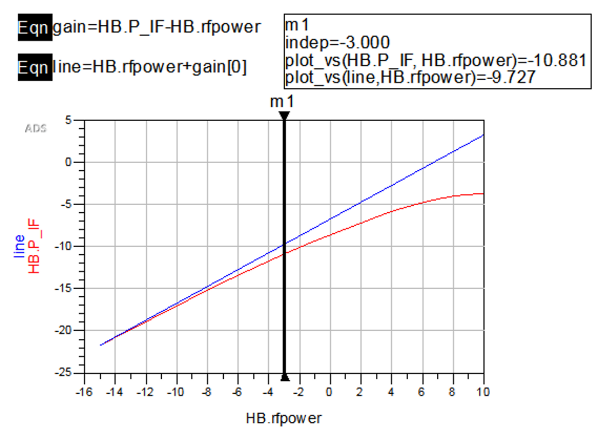 Eqn gain=HB.P_IF-HB.rfpower
Eqn line=HB.rfpower+gain[0]
m1
indep=-3.000
plot_vs(HB.P_IF, HB.rfpower)=-10.881
plot_vs(line,HB.rfpower)=-9.727
m1
ADS
5
0
-5
-10
-15
-20
-25
line
HB.P_IF
-16 -14 -12 -10 -8 -6 -4 -2 0 2 4 6 8 10
HB.rfpower